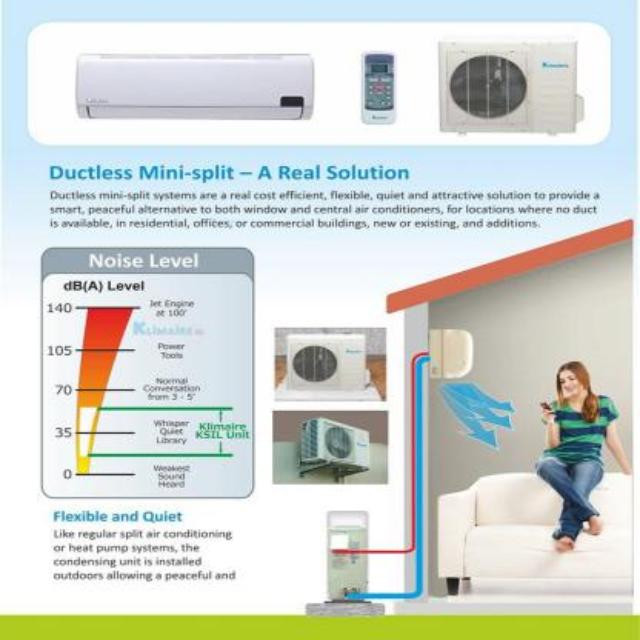 KLIMAIRE
Ductless Mini-split – A Real Solution
Ductless mini-split systems are a real cost efficient, flexible, quiet and attractive solution to provide a
smart, peaceful alternative to both window and central air conditioners, for locations where no duct
is available, in residential, offices, or commercial buildings, new or existing, and additions.
Noise Level
dB(A) Level
140
Jet Engine
at 100'
KLIMAIRE
105
Power
Tools
70
Normal
Conversation
from 3 - 5'
35
Whisper
Quiet
Library
Klimaire
KSIL Unit
0
Weakest
Sound
Heard
Flexible and Quiet
Like regular split air conditioning
or heat pump systems, the
condensing unit is installed
outdoors allowing a peaceful and